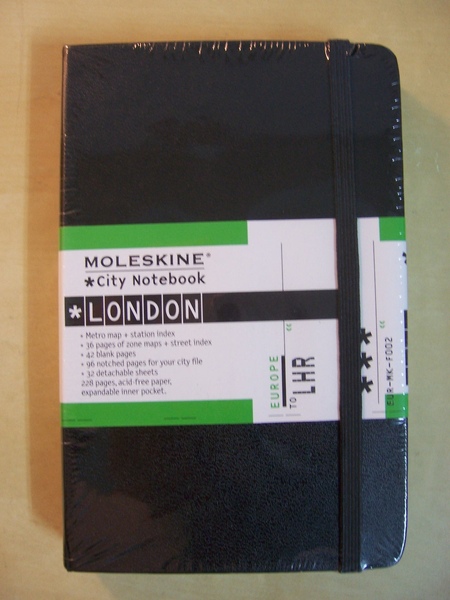 MOLESKINE®
*City Notebook
*LONDON
• Metro map + station index
• 36 pages of zone maps + street index
• 42 blank pages
• 96 notched pages for your city file
• 32 detachable sheets
228 pages, acid-free paper,
expandable inner pocket.
EUROPE
TO LHR
***